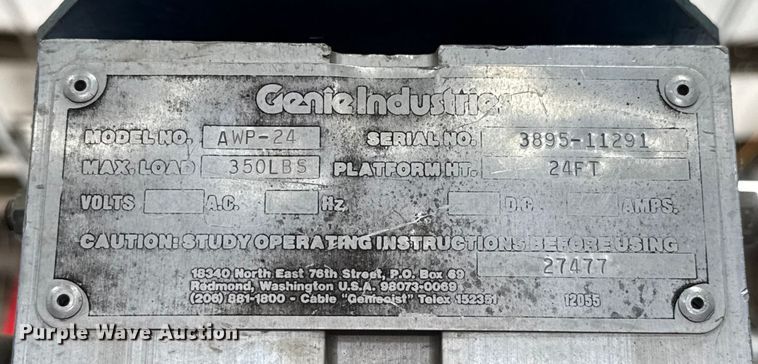 Genie Industries
MODEL NO. AWP-24 SERIAL NO. 3895-11291
MAX. LOAD 350LBS PLATFORM HT. 24FT
VOLTS A.C. Hz D.C. AMPS.
CAUTION: STUDY OPERATING INSTRUCTIONS BEFORE USING
27477
18340 North East 76th Street, P.O. Box 69
Redmond, Washington U.S.A. 98073-0069
(206) 881-1800 - Cable "Geniehoist" Telex 152351
12055
Purple Wave Auction